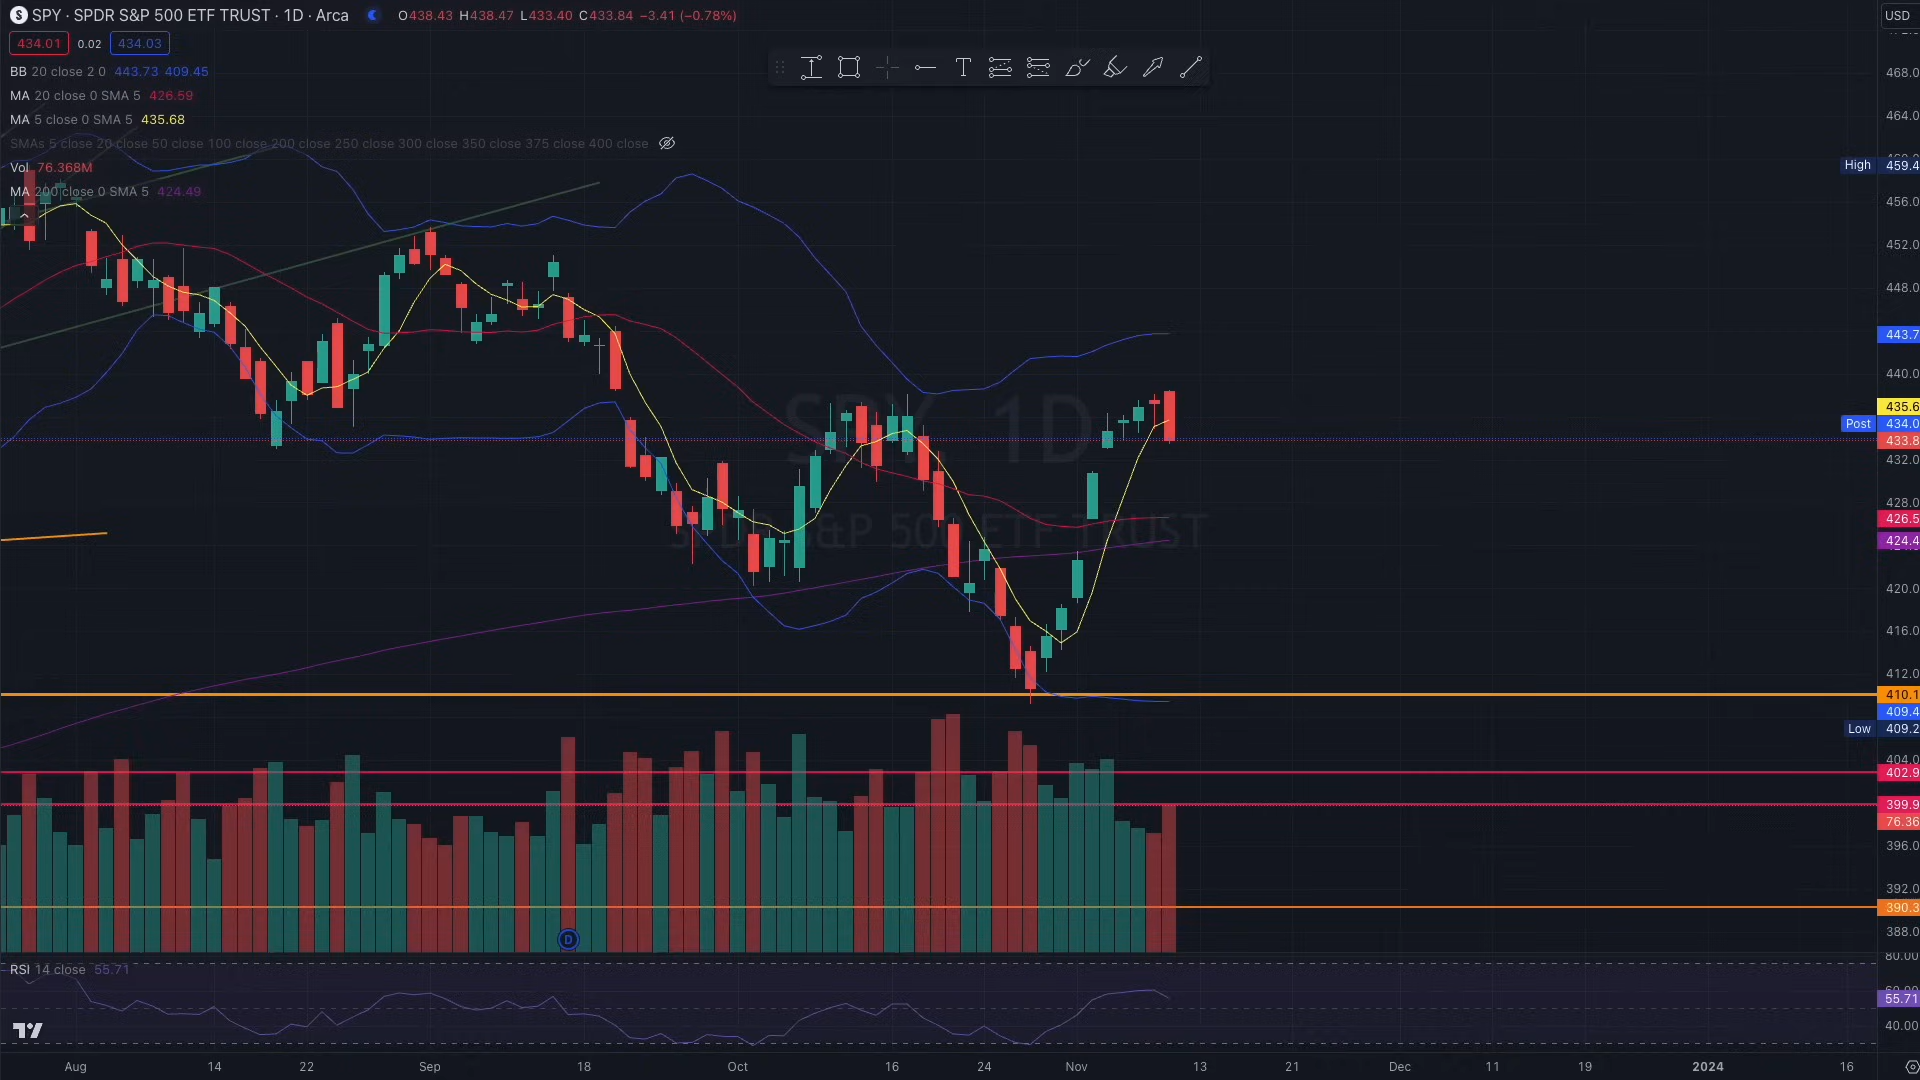 SPY · SPDR S&P 500 ETF TRUST · 1D · Arca O438.43 H438.47 L433.40 C433.84 −3.41 (−0.78%)
USD
434.01 0.02 434.03
BB 20 close 2 0 443.73 409.45
468.0
MA 20 close 0 SMA 5 426.59
464.0
MA 5 close 0 SMA 5 435.68
SMAs 5 close 20 close 50 close 100 close 200 close 250 close 300 close 350 close 375 close 400 close
Vol 76.368M
High 459.4
MA 200 close 0 SMA 5 424.49
456.0
452.0
448.0
443.7
440.0
435.6
Post 434.0
433.8
SPY, 1D
432.0
428.0
426.5
SPDR S&P 500 ETF TRUST
424.4
420.0
416.0
412.0
410.1
409.4
Low 409.2
404.0
402.9
399.9
76.36
396.0
392.0
390.3
388.0
D
80.00
RSI 14 close 55.71
55.71
40.00
Aug 14 22 Sep 18 Oct 16 24 Nov 13 21 Dec 11 19 2024 16